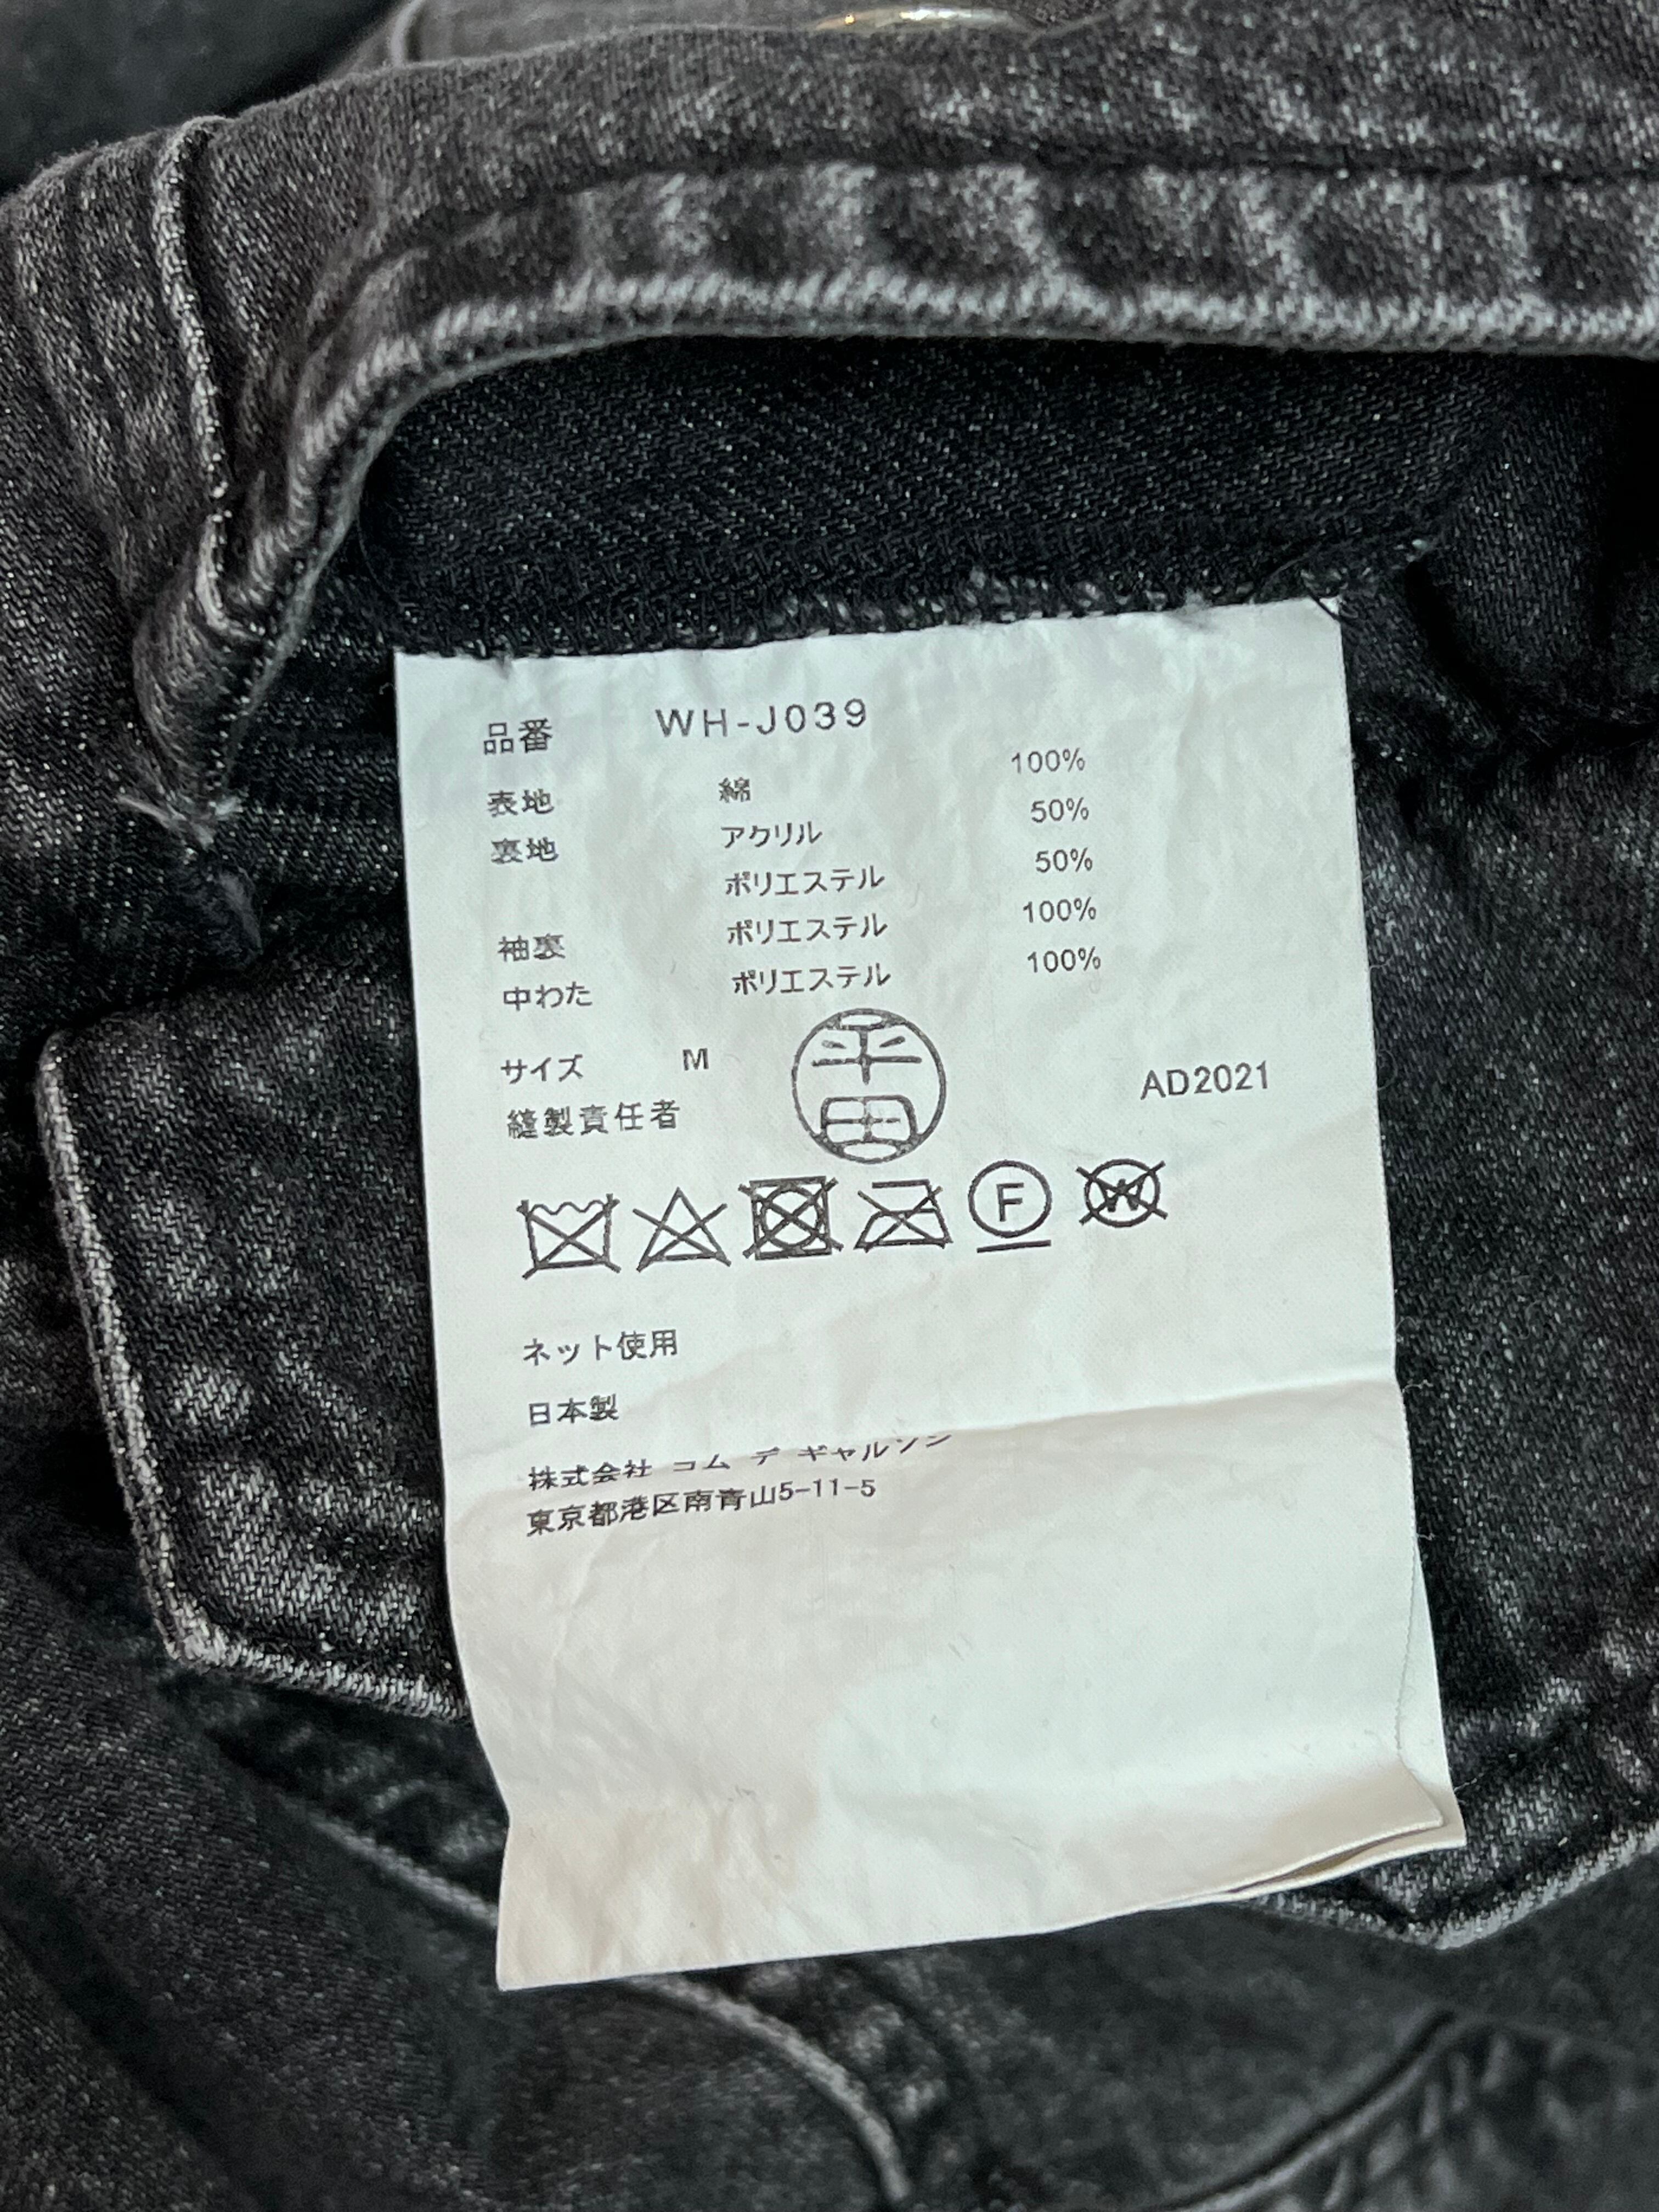 品番 WH-J039
表地 綿 100%
裏地 アクリル 50%
ポリエステル 50%
袖裏 ポリエステル 100%
中わた ポリエステル 100%
サイズ M
縫製責任者 平田 AD2021
F W
ネット使用
日本製
株式会社 コム デ ギャルソン
東京都港区南青山5-11-5